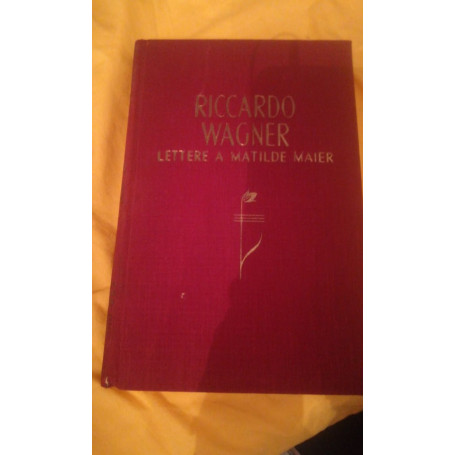 RICCARDO
WAGNER
LETTERE A MATILDE MAIER